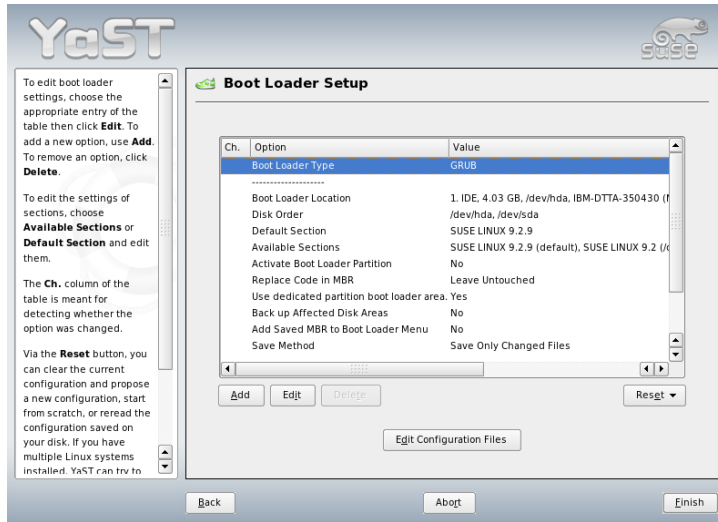 YaST
SUSE
To edit boot loader
settings, choose the
appropriate entry of the
table then click Edit. To
add a new option, use Add.
To remove an option, click
Delete.
To edit the settings of
sections, choose
Available Sections or
Default Section and edit
them.
The Ch. column of the
table is meant for
detecting whether the
option was changed.
Via the Reset button, you
can clear the current
configuration and propose
a new configuration, start
from scratch, or reread the
configuration saved on
your disk. If you have
multiple Linux systems
installed, YaST can try to
Boot Loader Setup
Ch. Option Value
Boot Loader Type GRUB
--------------------
Boot Loader Location 1. IDE, 4.03 GB, /dev/hda, IBM-DTTA-350430
Disk Order /dev/hda, /dev/sda
Default Section SUSE LINUX 9.2.9
Available Sections SUSE LINUX 9.2.9 (default), SUSE LINUX 9.2
Activate Boot Loader Partition No
Replace Code in MBR Leave Untouched
Use dedicated partition boot loader area. Yes
Back up Affected Disk Areas No
Add Saved MBR to Boot Loader Menu No
Save Method Save Only Changed Files
Add Edit Delete Reset
Edit Configuration Files
Back Abort Finish